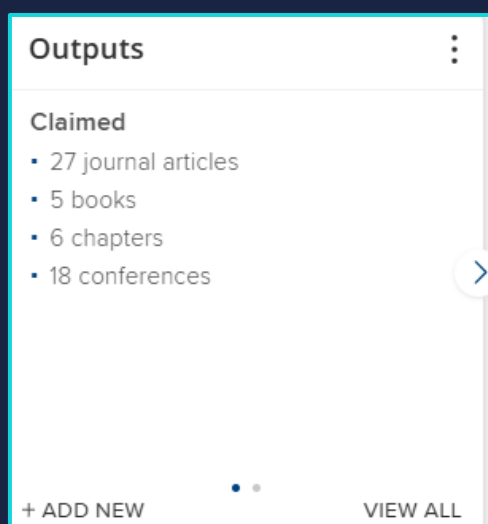 Outputs
Claimed
27 journal articles
5 books
6 chapters
18 conferences
+ ADD NEW
VIEW ALL